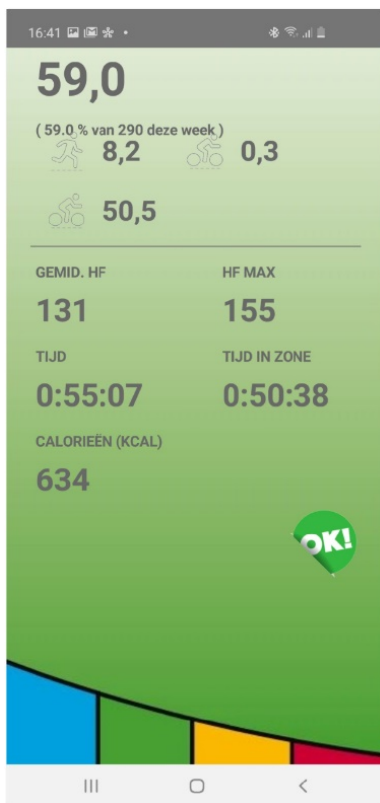 16:41
59,0
( 59.0 % van 290 deze week )
8,2 0,3
50,5
GEMID. HF HF MAX
131 155
TIJD TIJD IN ZONE
0:55:07 0:50:38
CALORIEËN (KCAL)
634
OK!